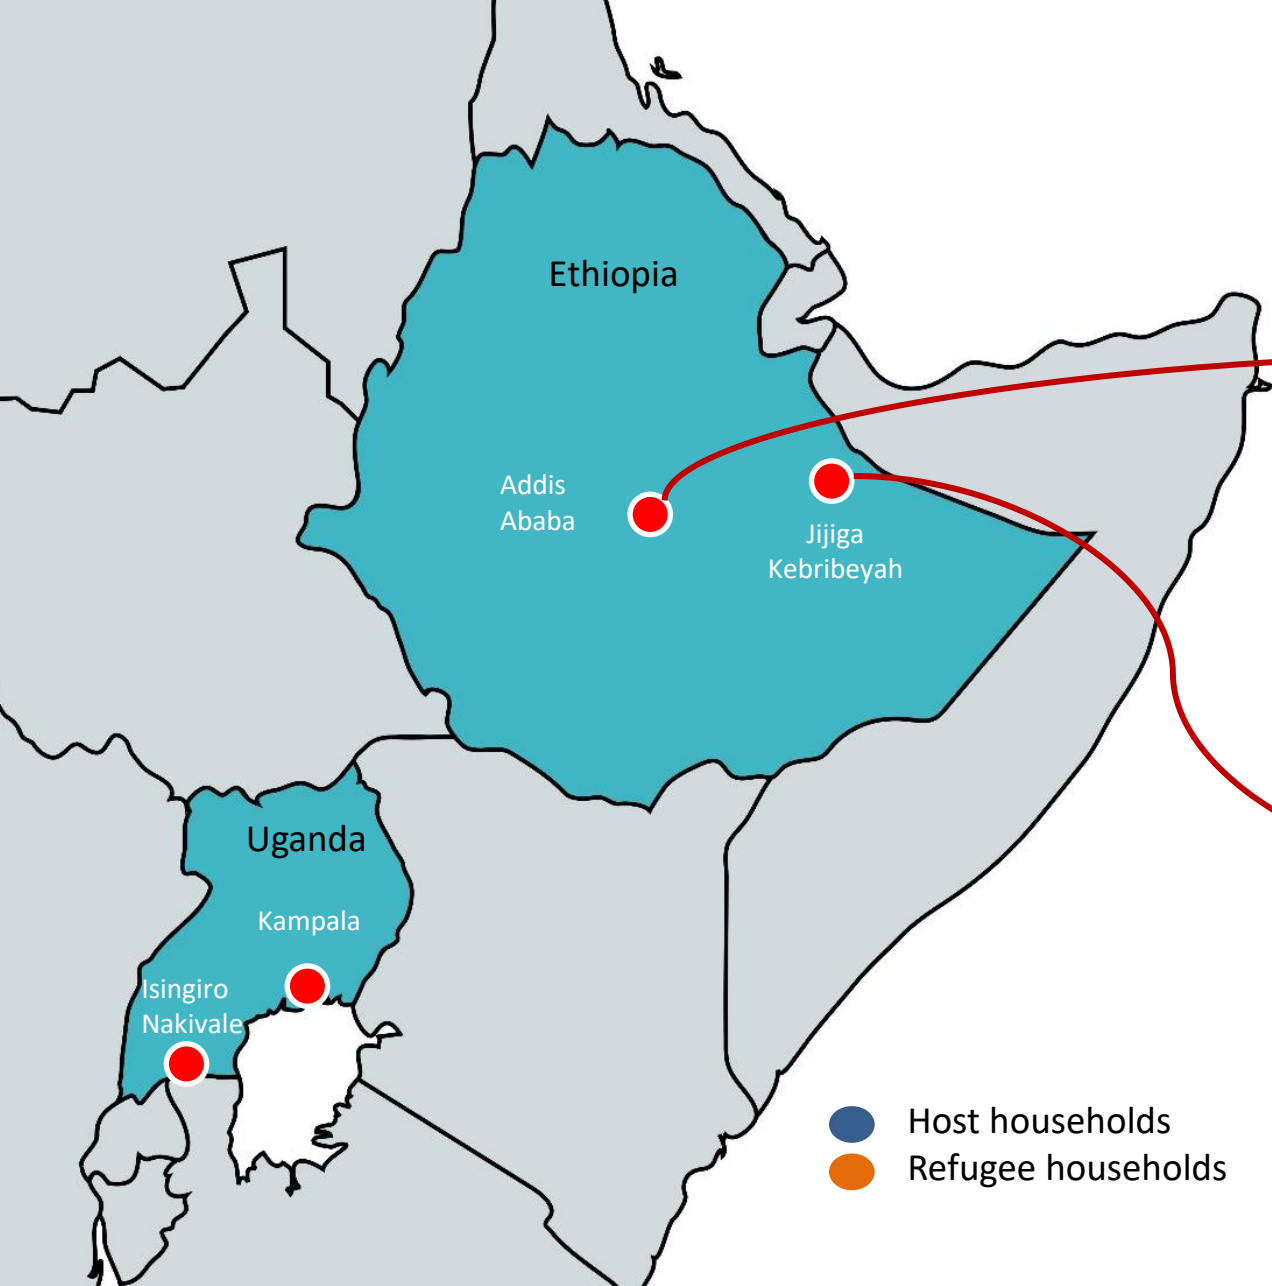 Ethiopia
Addis
Ababa
Jijiga
Kebribeyah
Uganda
Kampala
Isingiro
Nakivale
Host households
Refugee households